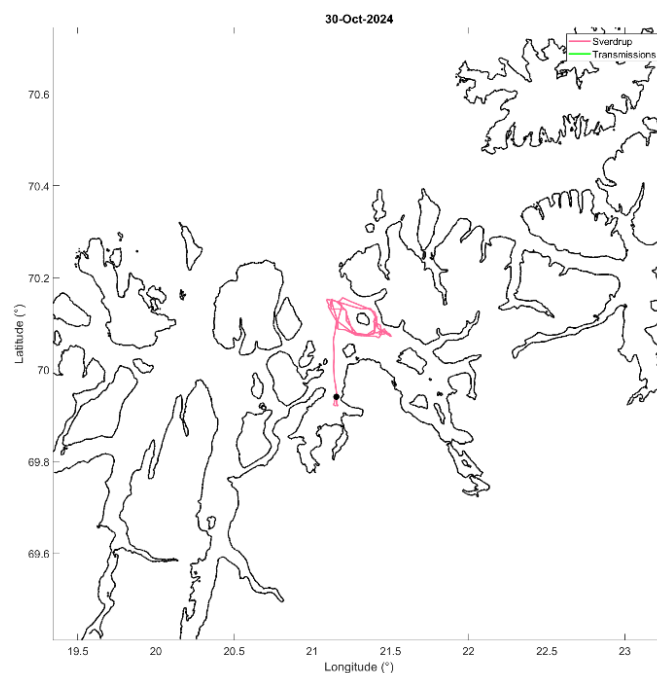 30-Oct-2024
Sverdrup
Transmissions
70.6
70.4
70.2
70
69.8
69.6
Latitude (°)
19.5 20 20.5 21 21.5 22 22.5 23
Longitude (°)